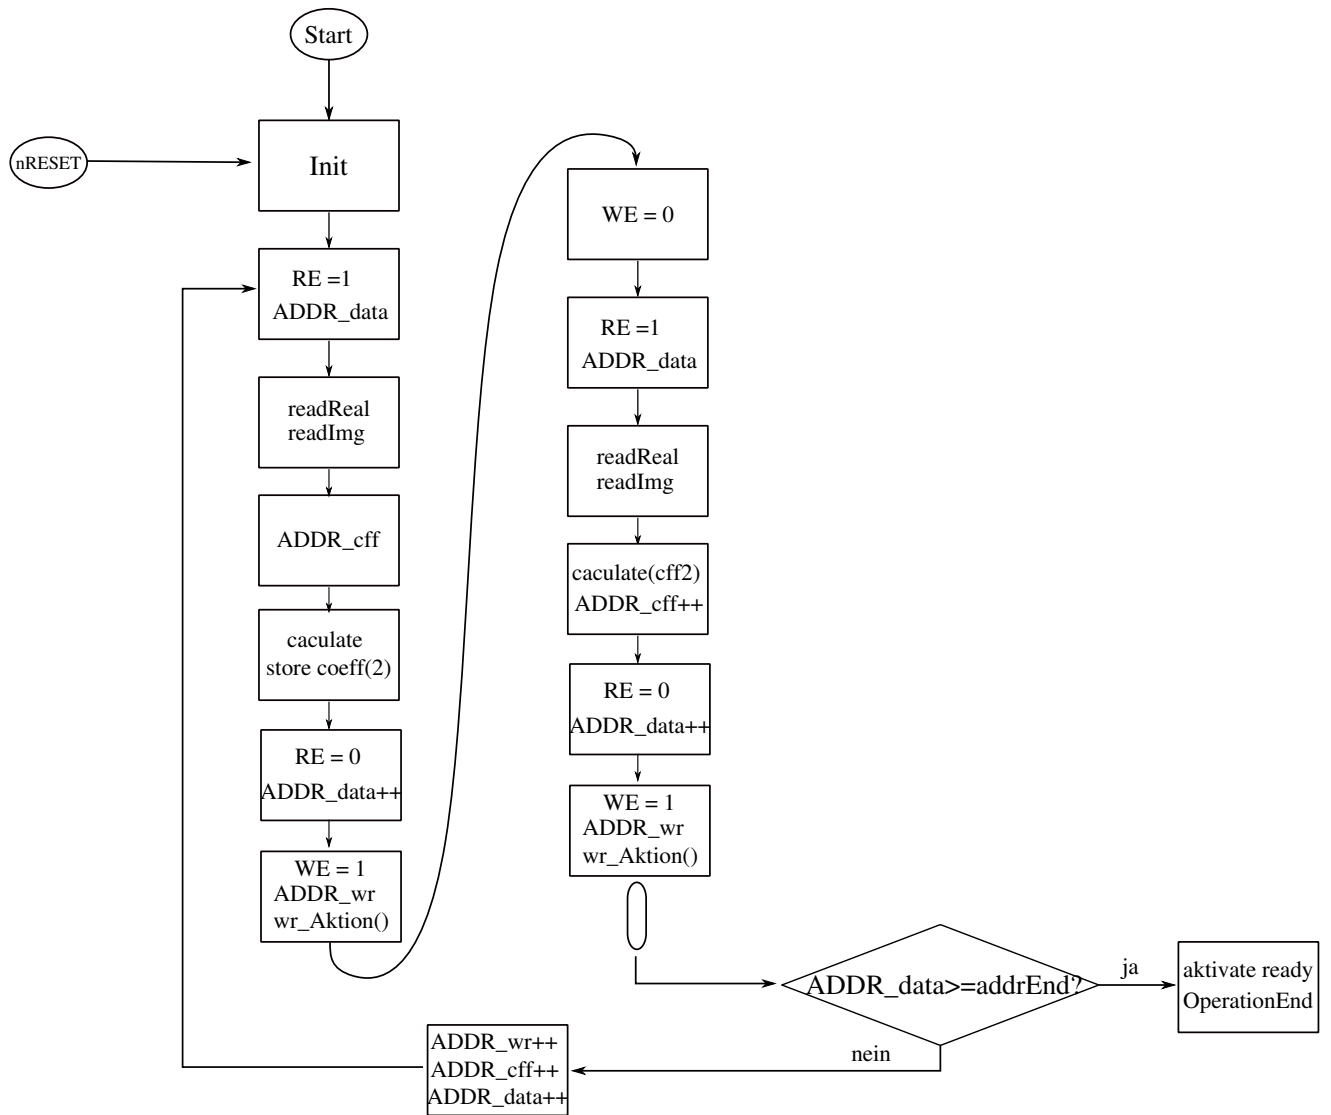 Start
nRESET
Init
RE =1
ADDR_data
readReal
readImg
ADDR_cff
caculate
store coeff(2)
RE = 0
ADDR_data++
WE = 1
ADDR_wr
wr_Aktion()
WE = 0
RE =1
ADDR_data
readReal
readImg
caculate(cff2)
ADDR_cff++
RE = 0
ADDR_data++
WE = 1
ADDR_wr
wr_Aktion()
ADDR_data>=addrEnd?
ja
aktivate ready
OperationEnd
nein
ADDR_wr++
ADDR_cff++
ADDR_data++